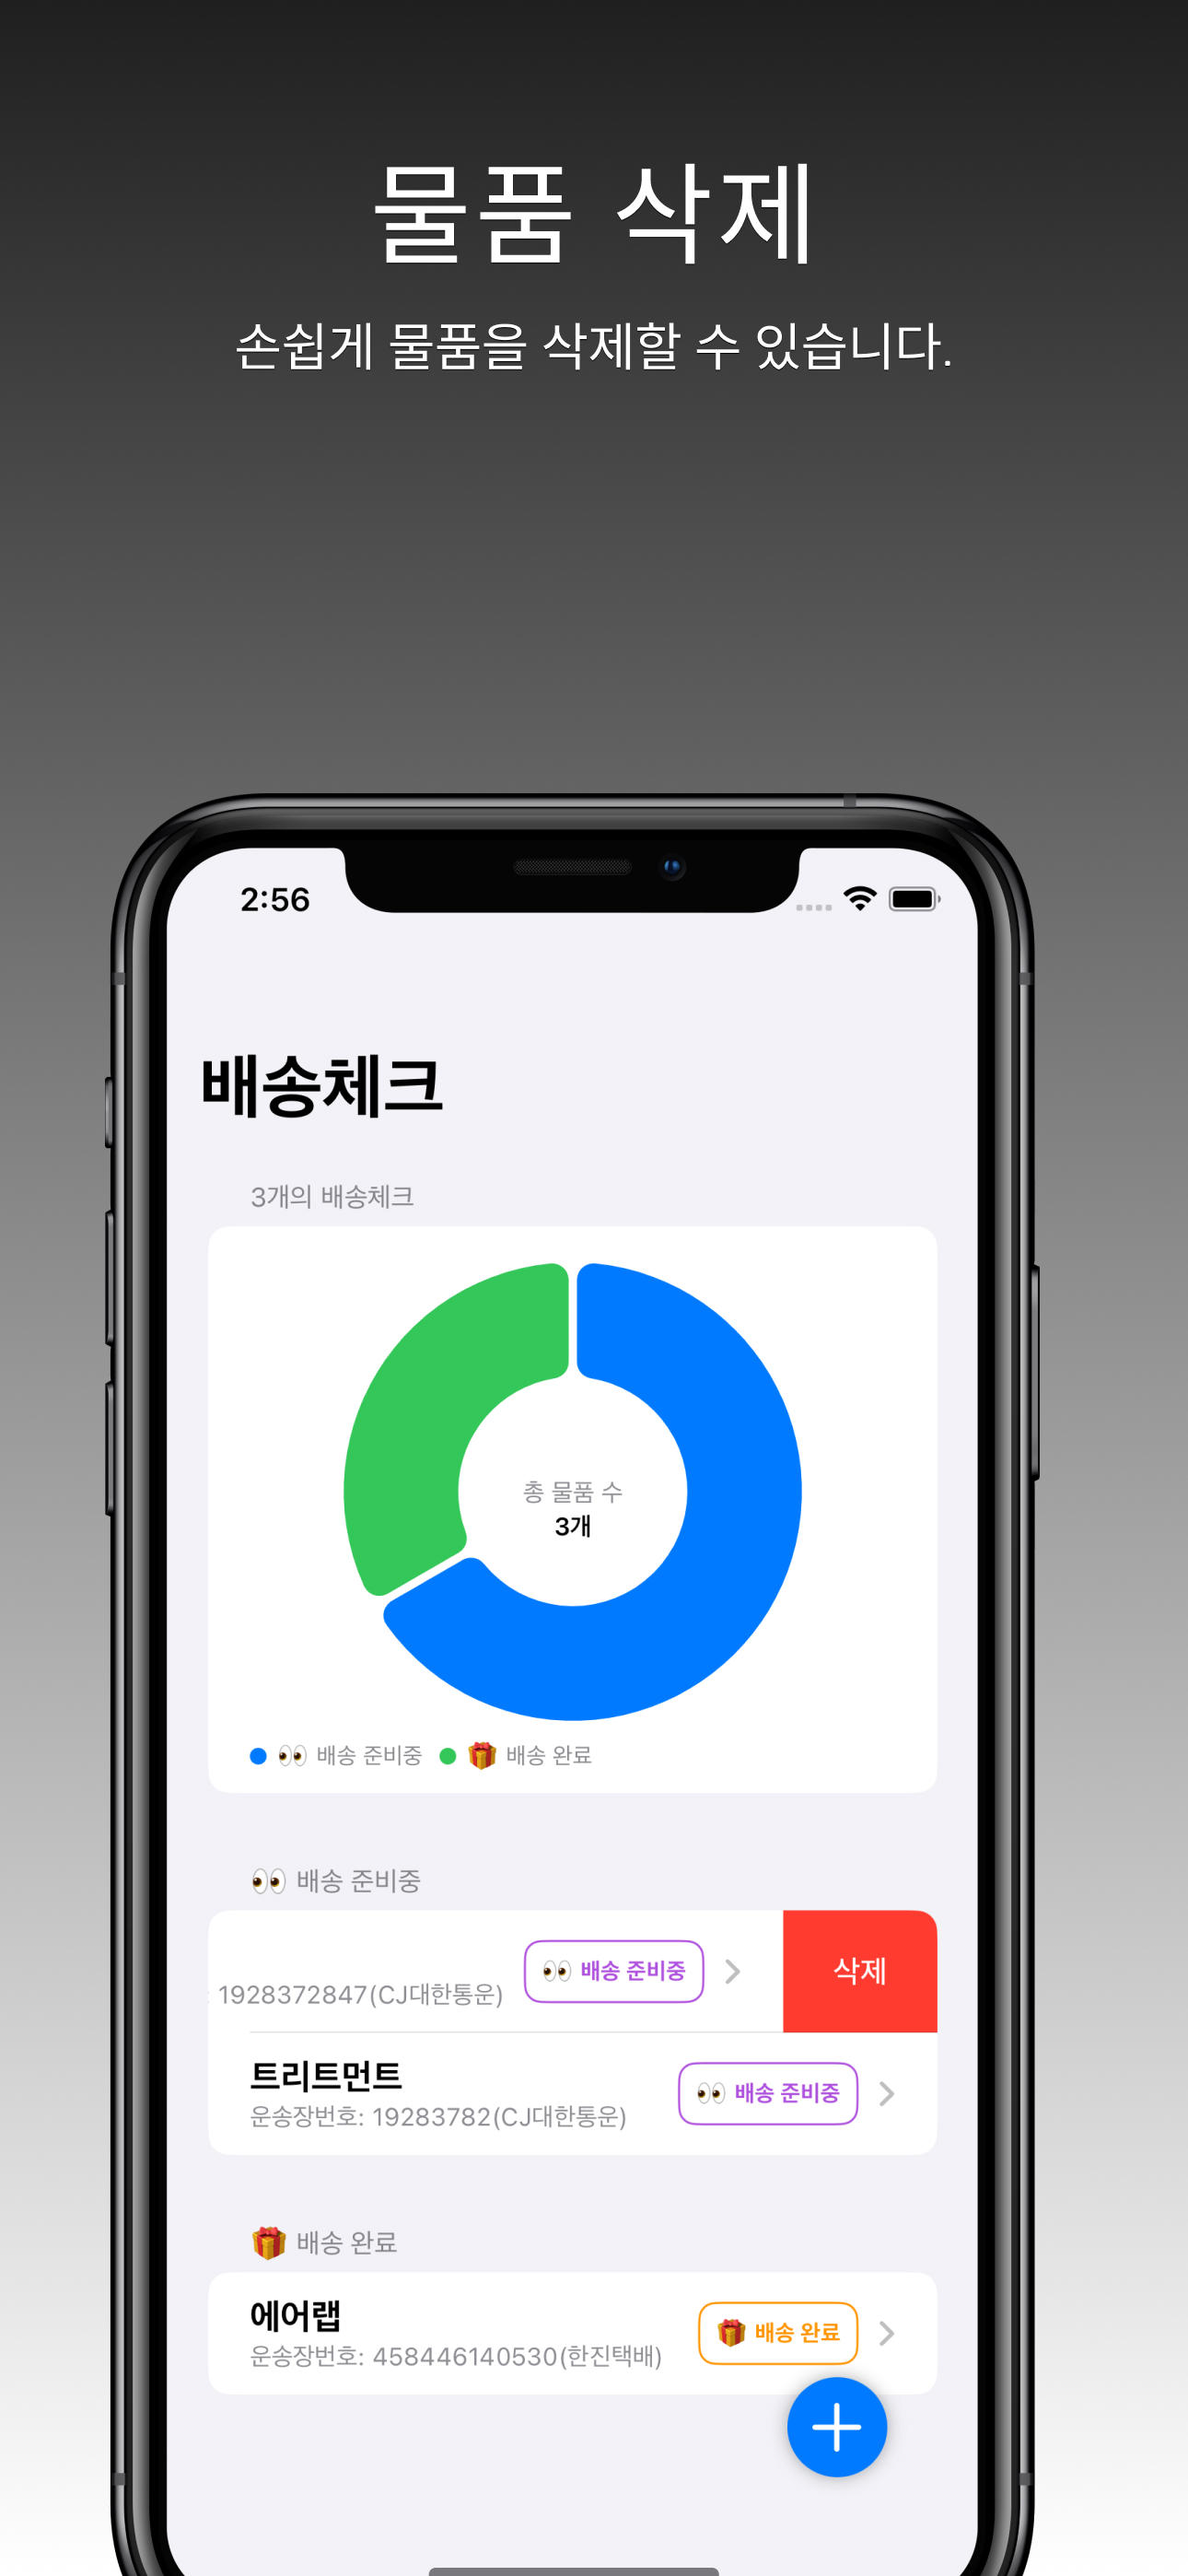 물품 삭제
손쉽게 물품을 삭제할 수 있습니다.
2:56
배송체크
3개의 배송체크
총 물품 수
3개
👀 배송 준비중 🎁 배송 완료
👀 배송 준비중
: 1928372847(CJ대한통운) 👀 배송 준비중 삭제
트리트먼트
운송장번호: 19283782(CJ대한통운)
👀 배송 준비중
🎁 배송 완료
에어랩
운송장번호: 458446140530(한진택배)
🎁 배송 완료